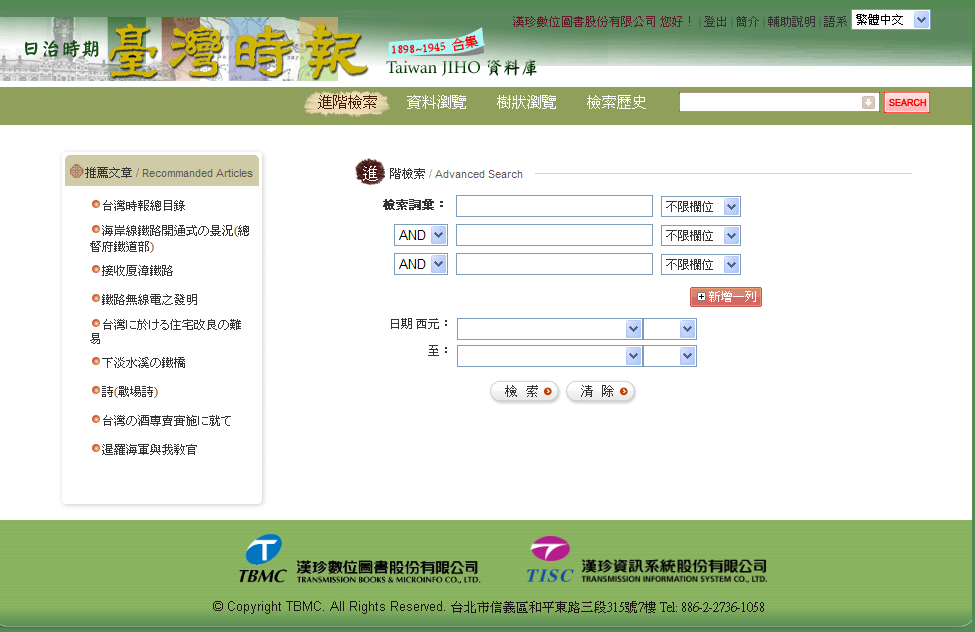 漢珍數位圖書股份有限公司 您好！ | 登出 | 簡介 | 輔助說明 | 語系 繁體中文
日治時期 臺灣時報 1898~1945 合集
Taiwan JIHO 資料庫
進階檢索 資料瀏覽 樹狀瀏覽 檢索歷史 SEARCH
推薦文章 / Recommanded Articles
台灣時報總目錄
海岸線鐵路開通式の景況(總
督府鐵道部)
接收厦漳鐵路
鐵路無線電之發明
台灣に於ける住宅改良の難
易
下淡水溪の鐵橋
詩(戰場詩)
台灣の酒專賣實施に就て
暹羅海軍與我教官
進階檢索 / Advanced Search
檢索詞彙： 不限欄位
AND 不限欄位
AND 不限欄位
新增一列
日期 西元：
至：
檢 索 清 除
TBMC 漢珍數位圖書股份有限公司
TRANSMISSION BOOKS & MICROINFO CO., LTD.
TISC 漢珍資訊系統股份有限公司
TRANSMISSION INFORMATION SYSTEM CO., LTD.
© Copyright TBMC. All Rights Reserved. 台北市信義區和平東路三段315號7樓 Tel: 886-2-2736-1058